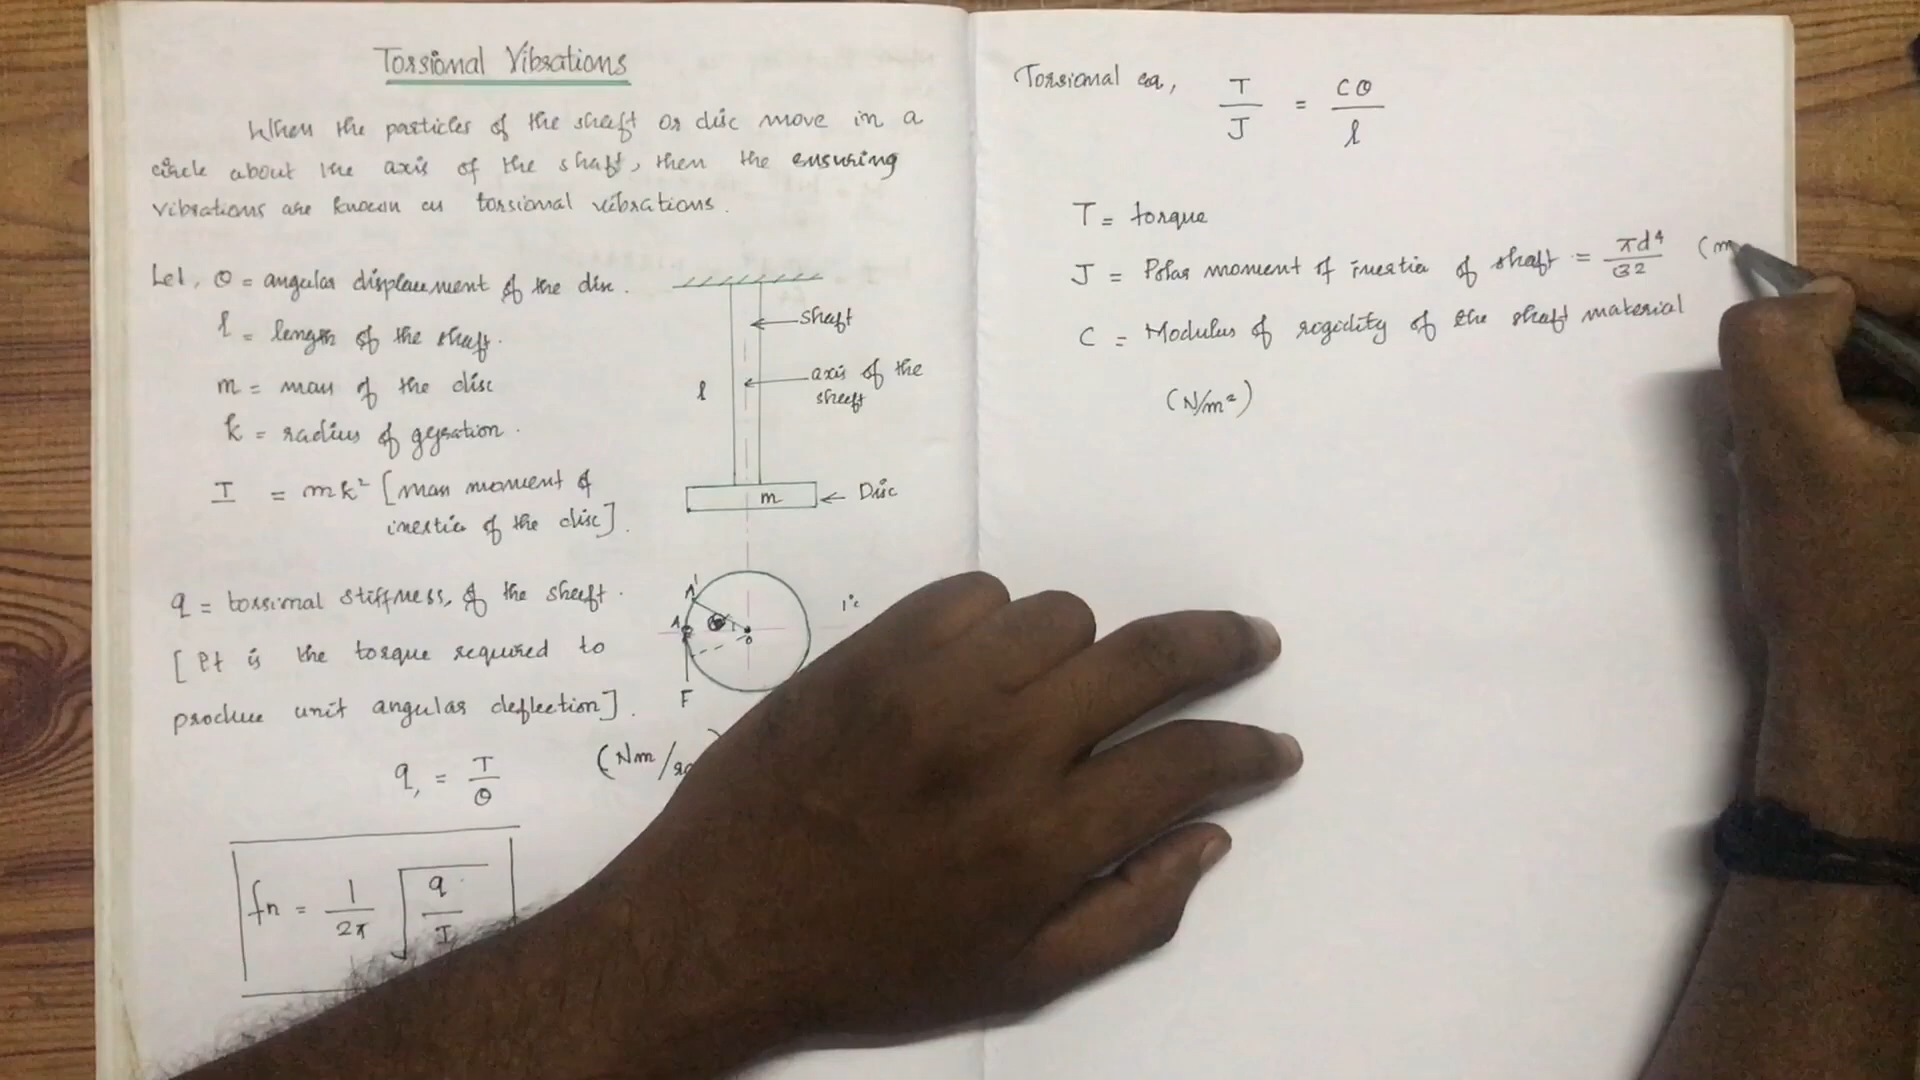 Torsional Vibrations
When the particles of the shaft or disc move in a
circle about the axis of the shaft, then the ensuring
vibrations are known as torsional vibrations.
Let, θ = angular displacement of the disc.
l = length of the shaft.
m = mass of the disc
k = radius of gyration.
I = mk² [mass moment of
inertia of the disc].
shaft
l
axis of the
shaft
m
Disc
q = torsional stiffness, of the shaft.
[It is the torque required to
produce unit angular deflection].
A'
A
θ
F
q = T/θ (Nm/
fn = 1/2π √q/I
Torsional eq, T/J = Cθ/l
T = torque
J = Polar moment of inertia of shaft = πd⁴/32 (m
C = Modulus of rogidity of the shaft material
(N/m²)